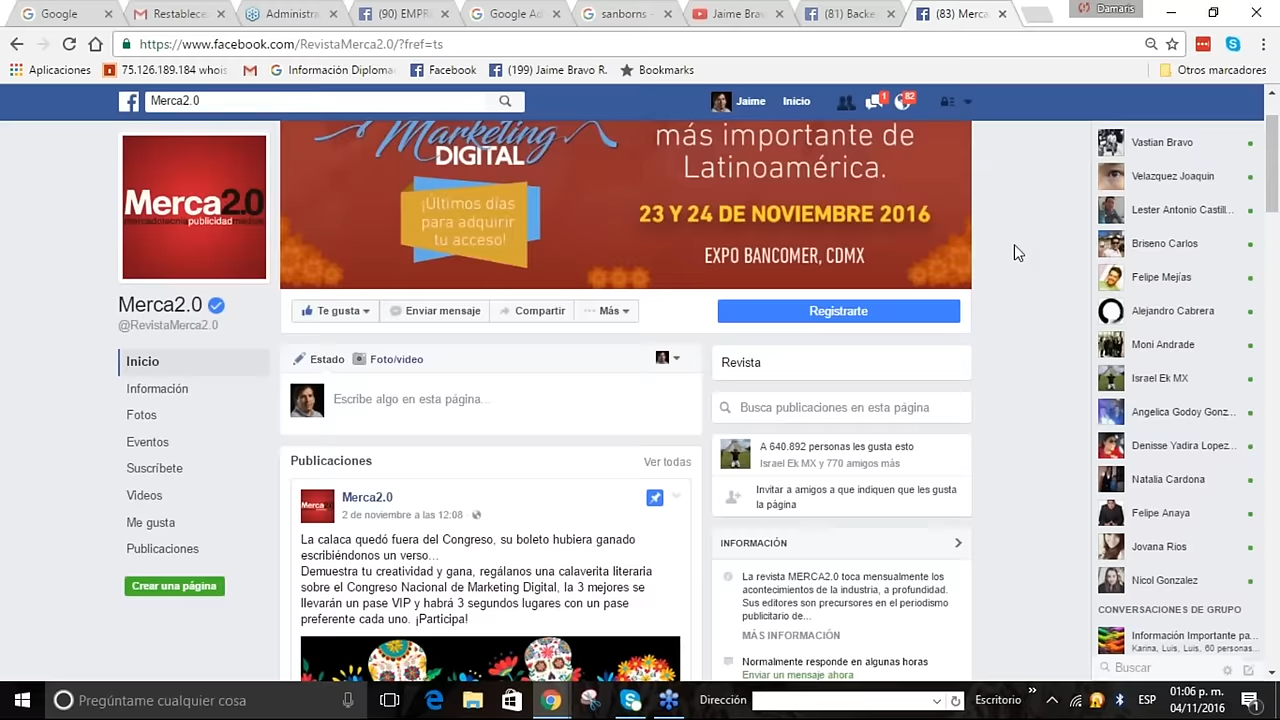 Google
Restablece
Administr
(90) EMPR
Google Ad
sanborns -
Jaime Brav
(81) Backe
(83) Merca
Damaris
https://www.facebook.com/RevistaMerca2.0/?fref=ts
Aplicaciones
75.126.189.184 whois
Información Diploma
Facebook
(199) Jaime Bravo R.
Bookmarks
Otros marcadores
Merca2.0
Jaime
Inicio
1
82
Marketing
DIGITAL
¡Últimos días
para adquirir
tu acceso!
más importante de
Latinoamérica.
23 Y 24 DE NOVIEMBRE 2016
EXPO BANCOMER, CDMX
Merca2.0
mercadotecniapublicidadmedios
Merca2.0
@RevistaMerca2.0
Inicio
Información
Fotos
Eventos
Suscríbete
Videos
Me gusta
Publicaciones
Crear una página
Te gusta
Enviar mensaje
Compartir
Más
Registrarte
Estado
Foto/video
Escribe algo en esta página...
Publicaciones
Ver todas
Merca2.0
2 de noviembre a las 12:08
La calaca quedó fuera del Congreso, su boleto hubiera ganado
escribiéndonos un verso...
Demuestra tu creatividad y gana, regálanos una calaverita literaria
sobre el Congreso Nacional de Marketing Digital, la 3 mejores se
llevarán un pase VIP y habrá 3 segundos lugares con un pase
preferente cada uno. ¡Participa!
Revista
Busca publicaciones en esta página
A 640.892 personas les gusta esto
Israel Ek MX y 770 amigos más
Invitar a amigos a que indiquen que les gusta
la página
INFORMACIÓN
La revista MERCA2.0 toca mensualmente los
acontecimientos de la industria, a profundidad.
Sus editores son precursores en el periodismo
publicitario de...
MÁS INFORMACIÓN
Normalmente responde en algunas horas
Enviar un mensaje ahora
Vastian Bravo
Velazquez Joaquin
Lester Antonio Castill...
Briseno Carlos
Felipe Mejías
Alejandro Cabrera
Moni Andrade
Israel Ek MX
Angelica Godoy Gonz...
Denisse Yadira Lopez...
Natalia Cardona
Felipe Anaya
Jovana Rios
Nicol Gonzalez
CONVERSACIONES DE GRUPO
Información Importante pa...
Karina, Luis, Luis, 60 personas...
Buscar
Pregúntame cualquier cosa
Dirección
Escritorio
ESP
01:06 p. m.
04/11/2016
1